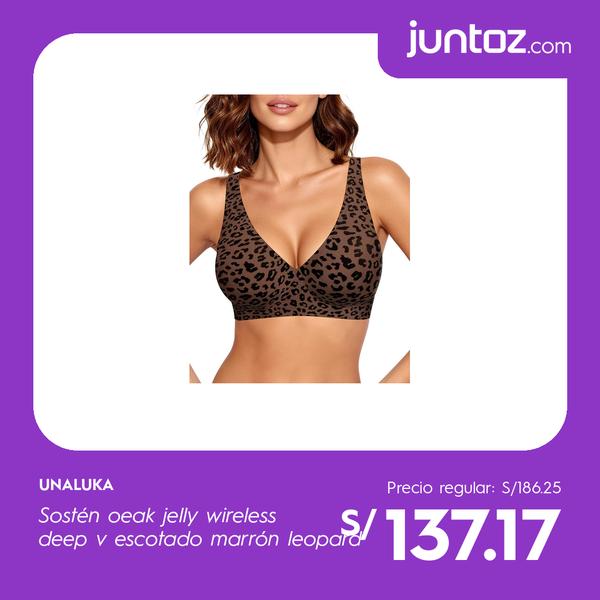 juntoz.com
UNALUKA
Precio regular: S/186.25
Sostén oeak jelly wireless
deep v escotado marrón leopard
S/137.17